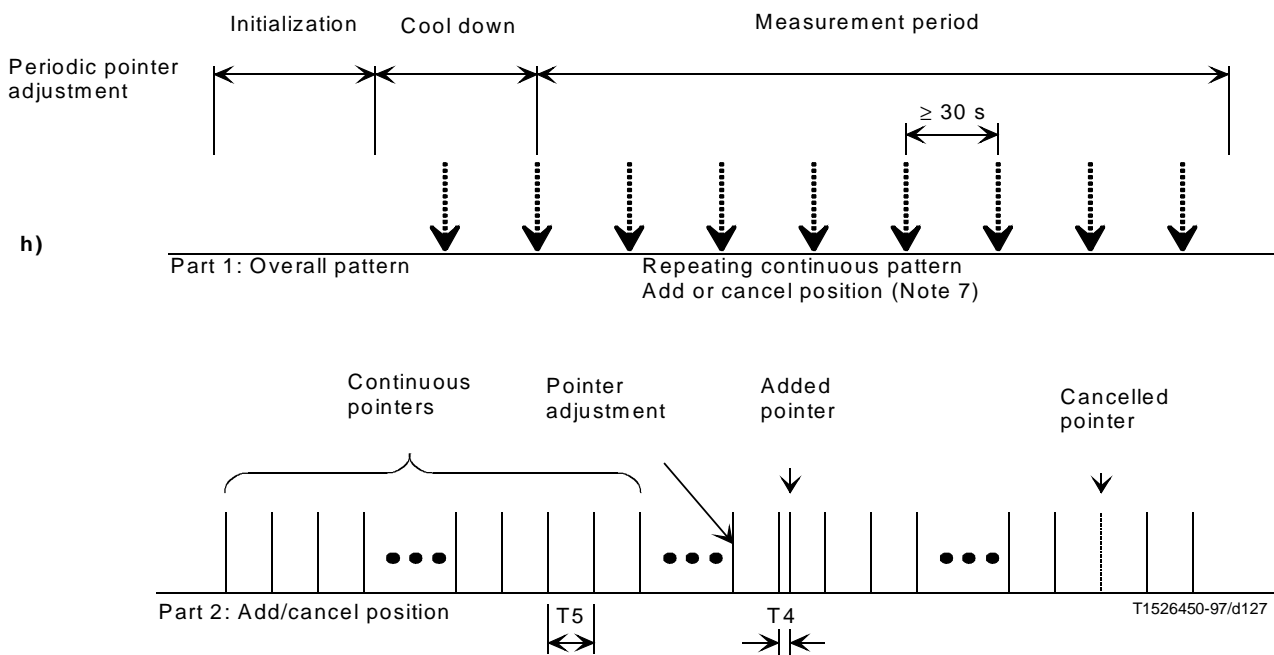 Initialization Cool down Measurement period
Periodic pointer
adjustment
≥ 30 s
h)
Part 1: Overall pattern
Repeating continuous pattern
Add or cancel position (Note 7)
Continuous
pointers
Pointer
adjustment
Added
pointer
Cancelled
pointer
Part 2: Add/cancel position
T5
T4
T1526450-97/d127